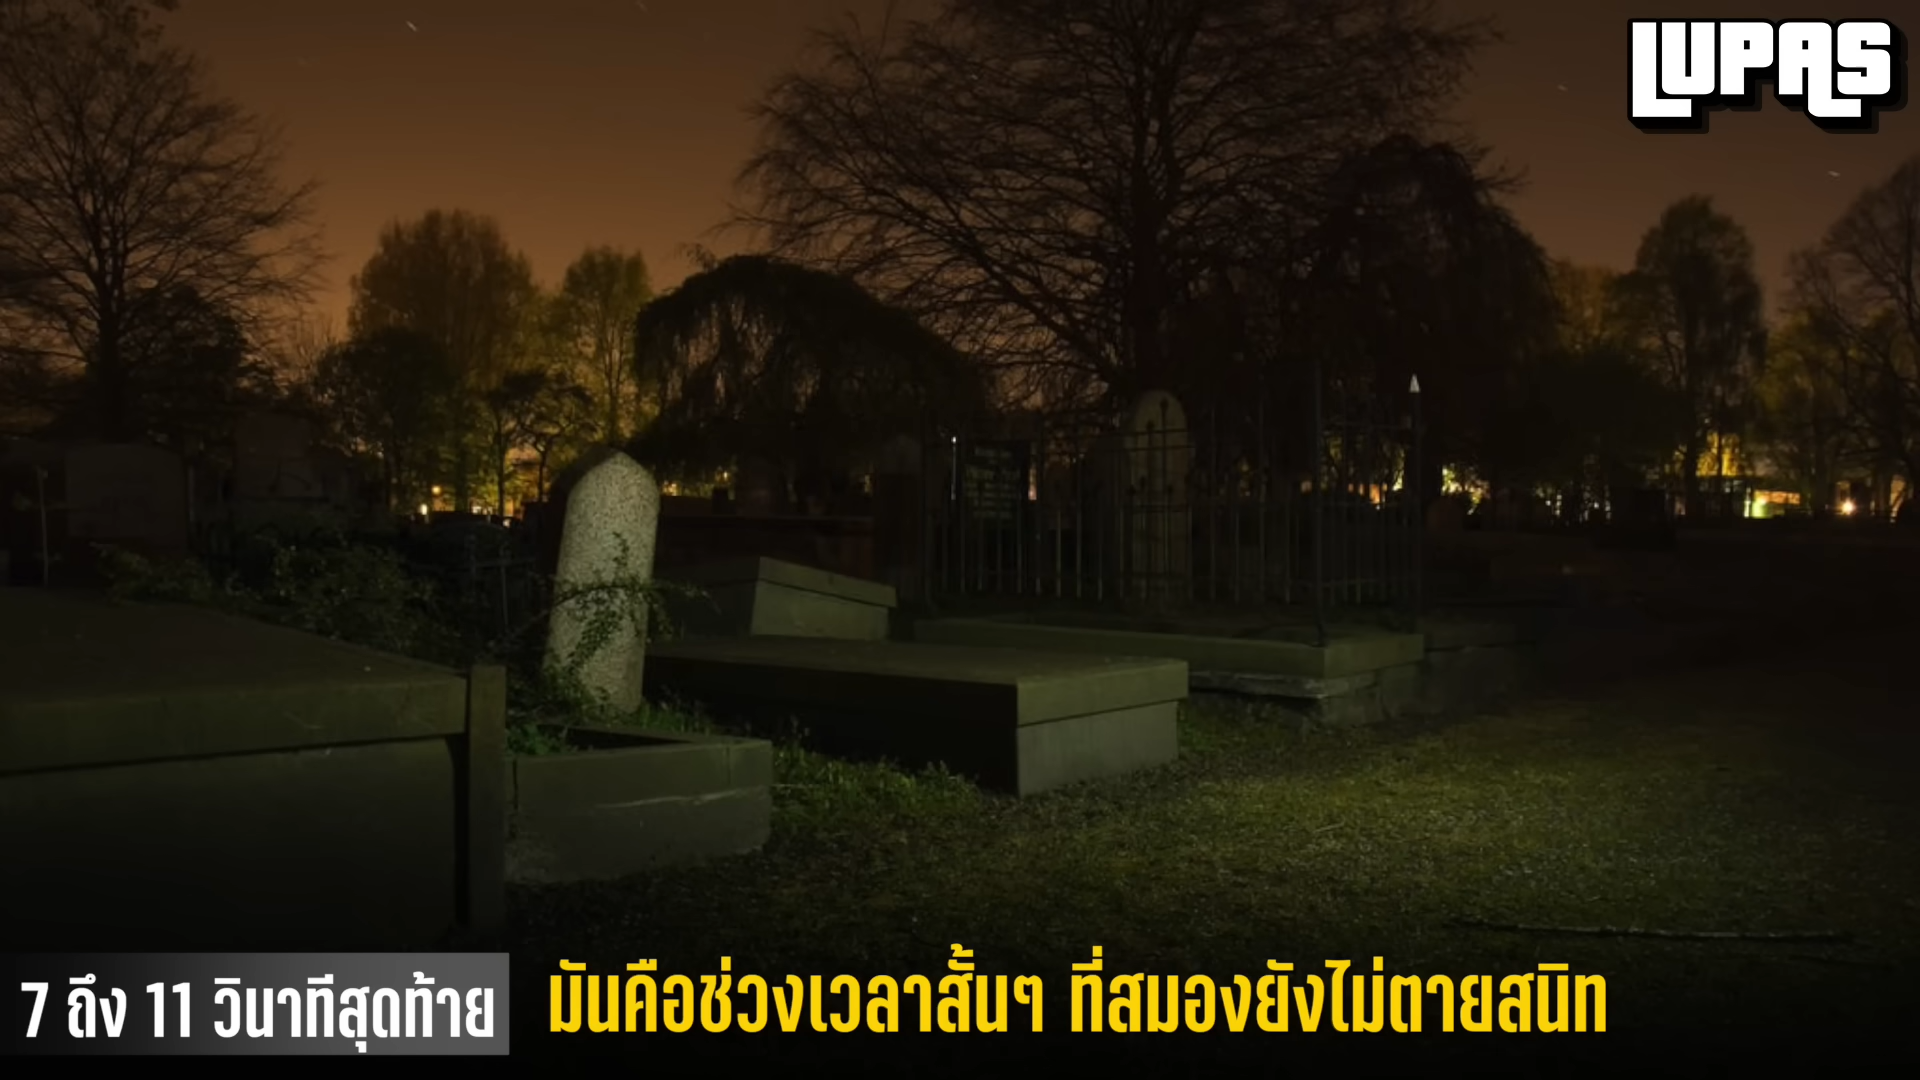 LUPAS
7 ถึง 11 วินาทีสุดท้าย
มันคือช่วงเวลาสั้นๆ ที่สมองยังไม่ตายสนิท